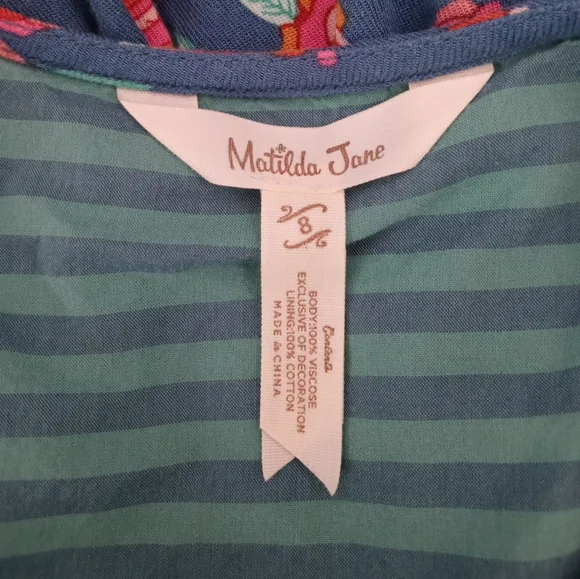 Matilda Jane
8
Contents
BODY:100% VISCOSE
EXCLUSIVE OF DECORATION
LINING:100% COTTON
MADE in CHINA